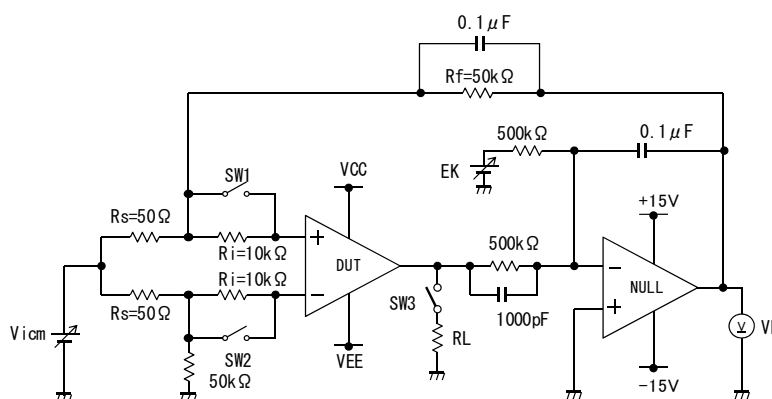 0.1μF
Rf=50kΩ
500kΩ
0.1μF
EK
SW1
VCC
+15V
Rs=50Ω
Ri=10kΩ
500kΩ
+
DUT
−
Ri=10kΩ
−
NULL
+
Vicm
Rs=50Ω
SW3
1000pF
V
SW2
VEE
RL
50kΩ
-15V